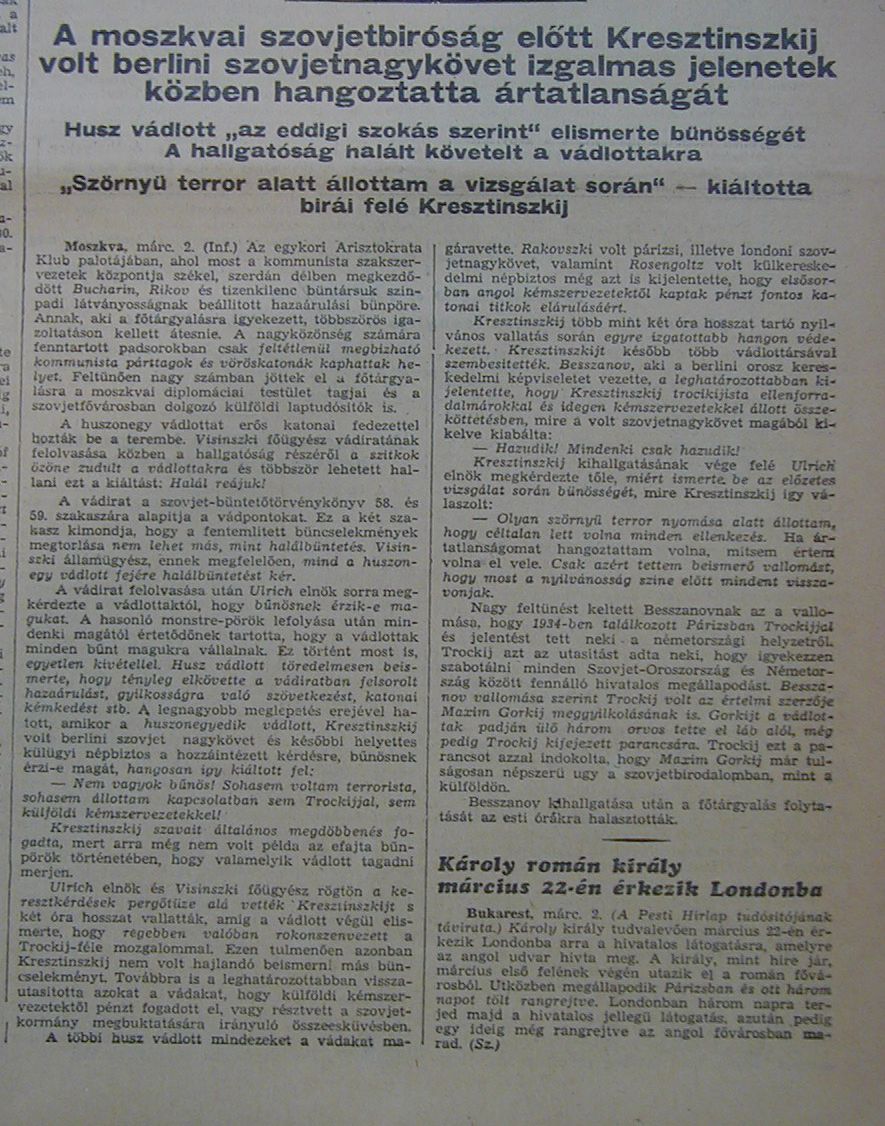 A moszkvai szovjetbiróság előtt Kresztinszkij
volt berlini szovjetnagykövet izgalmas jelenetek
közben hangoztatta ártatlanságát
Husz vádlott „az eddigi szokás szerint" elismerte bünösségét
A hallgatóság halált követelt a vádlottakra
„Szörnyü terror alatt állottam a vizsgálat során" — kiáltotta
birái felé Kresztinszkij
Moszkva, márc. 2. (Inf.) Az egykori Arisztokrata
Klub palotájában, ahol most a kommunista szakszer-
vezetek központja székel, szerdán délben megkezdő-
dött Bucharin, Rikov és tizenkilenc büntársuk szin-
padi látványosságnak beállitott hazaárulási bünpöre.
Annak, aki a főtárgyalásra igyekezett, többszörös iga-
zoltatáson kellett átesnie. A nagyközönség számára
fenntartott padsorokban csak feltétlenül megbizható
kommunista párttagok és vöröskatonák kaphattak he-
lyet. Feltünően nagy számban jöttek el a főtárgya-
lásra a moszkvai diplomáciai testület tagjai és a
szovjetfővárosban dolgozó külföldi laptudósitók is.
A huszonegy vádlottat erős katonai fedezettel
hozták be a terembe. Visinszki főügyész vádiratának
felolvasása közben a hallgatóság részéről a szitkok
özöne zudult a vádlottakra és többször lehetett hal-
lani ezt a kiáltást: Halál reájuk!
A vádirat a szovjet-büntetőtörvénykönyv 58. és
59. szakaszára alapitja a vádpontokat. Ez a két sza-
kasz kimondja, hogy a fentemlitett büncselekmények
megtorlása nem lehet más, mint halálbüntetés. Visin-
szki államügyész, ennek megfelelően, mind a huszon-
egy vádlott fejére halálbüntetést kér.
A vádirat felolvasása után Ulrich elnök sorra meg-
kérdezte a vádlottaktól, hogy bünösnek érzik-e ma-
gukat. A hasonló monstre-pörök lefolyása után min-
denki magától értetődőnek tartotta, hogy a vádlottak
minden bünt magukra vállalnak. Ez történt most is,
egyetlen kivétellel. Husz vádlott töredelmesen beis-
merte, hogy tényleg elkövette a vádiratban felsorolt
hazaárulást, gyilkosságra való szövetkezést, katonai
kémkedést stb. A legnagyobb meglepetés erejével ha-
tott, amikor a huszonegyedik vádlott, Kresztinszkij
volt berlini szovjet nagykövet és későbbi helyettes
külügyi népbiztos a hozzáintézett kérdésre, bünösnek
érzi-e magát, hangosan igy kiáltott fel:
— Nem vagyok bünös! Sohasem voltam terrorista,
sohasem állottam kapcsolatban sem Trockijjal, sem
külföldi kémszervezetekkel!
Kresztinszkij szavait általános megdöbbenés fo-
gadta, mert arra még nem volt példa az efajta bün-
pörök történetében, hogy valamelyik vádlott tagadni
merjen.
Ulrich elnök és Visinszki főügyész rögtön a ke-
resztkérdések pergőtüze alá vették Kresztinszkijt s
két óra hosszat vallatták, amig a vádlott végül elis-
merte, hogy régebben valóban rokonszenvezett a
Trockij-féle mozgalommal. Ezen tulmenően azonban
Kresztinszkij nem volt hajlandó beismerni más bün-
cselekményt. Továbbra is a leghatározottabban vissza-
utasitotta azokat a vádakat, hogy külföldi kémszer-
vezetektől pénzt fogadott el, vagy résztvett a szovjet-
kormány megbuktatására irányuló összeesküvésben.
A többi husz vádlott mindezeket a vádakat ma-
gáravette. Rakovszki volt párizsi, illetve londoni szov-
jetnagykövet, valamint Rosengoltz volt külkereske-
delmi népbiztos még azt is kijelentette, hogy elsősor-
ban angol kémszervezetektől kaptak pénzt fontos ka-
tonai titkok elárulásáért.
Kresztinszkij több mint két óra hosszat tartó nyil-
vános vallatás során egyre izgatottabb hangon véde-
kezett. Kresztinszkijt később több vádlottársával
szembesitették. Besszanov, aki a berlini orosz keres-
kedelmi képviseletet vezette, a leghatározottabban ki-
jelentette, hogy Kresztinszkij trockijista ellenforra-
dalmárokkal és idegen kémszervezetekkel állott össze-
köttetésben, mire a volt szovjetnagykövet magából ki-
kelve kiabálta:
— Hazudik! Mindenki csak hazudik!
Kresztinszkij kihallgatásának vége felé Ulrich
elnök megkérdezte tőle, miért ismerte be az előzetes
vizsgálat során bünösségét, mire Kresztinszkij igy vá-
laszolt:
— Olyan szörnyü terror nyomása alatt állottam,
hogy céltalan lett volna minden ellenkezés. Ha ár-
tatlanságomat hangoztattam volna, mitsem értem
volna el vele. Csak azért tettem beismerő vallomást,
hogy most a nyilvánosság szine előtt mindent vissza-
vonjak.
Nagy feltünést keltett Besszanovnak az a vallo-
mása, hogy 1934-ben találkozott Párizsban Trockijjal
és jelentést tett neki a németországi helyzetről.
Trockij azt az utasitást adta neki, hogy igyekezzen
szabotálni minden Szovjet-Oroszország és Németor-
szág között fennálló hivatalos megállapodást. Bessza-
nov vallomása szerint Trockij volt az értelmi szerzője
Maxim Gorkij meggyilkolásának is. Gorkijt a vádlot-
tak padján ülő három orvos tette el láb alól, még
pedig Trockij kifejezett parancsára. Trockij ezt a pa-
rancsot azzal indokolta, hogy Maxim Gorkij már tul-
ságosan népszerü ugy a szovjetbirodalomban, mint a
külföldön.
Besszanov kihallgatása után a főtárgyalás folyta-
tását az esti órákra halasztották.
Károly román király
március 22-én érkezik Londonba
Bukarest, márc. 2. (A Pesti Hirlap tudósitójának
távirata.) Károly király tudvalevően március 22-én ér-
kezik Londonba arra a hivatalos látogatásra, amelyre
az angol udvar hivta meg. A király, mint hire jár,
március első felének végén utazik el a román fővá-
rosból. Utközben megállapodik Párizsban és ott három
napot tölt rangrejtve. Londonban három napra ter-
jed majd a hivatalos jellegü látogatás, azután pedig
egy ideig még rangrejtve az angol fővárosban ma-
rad. (Sz.)